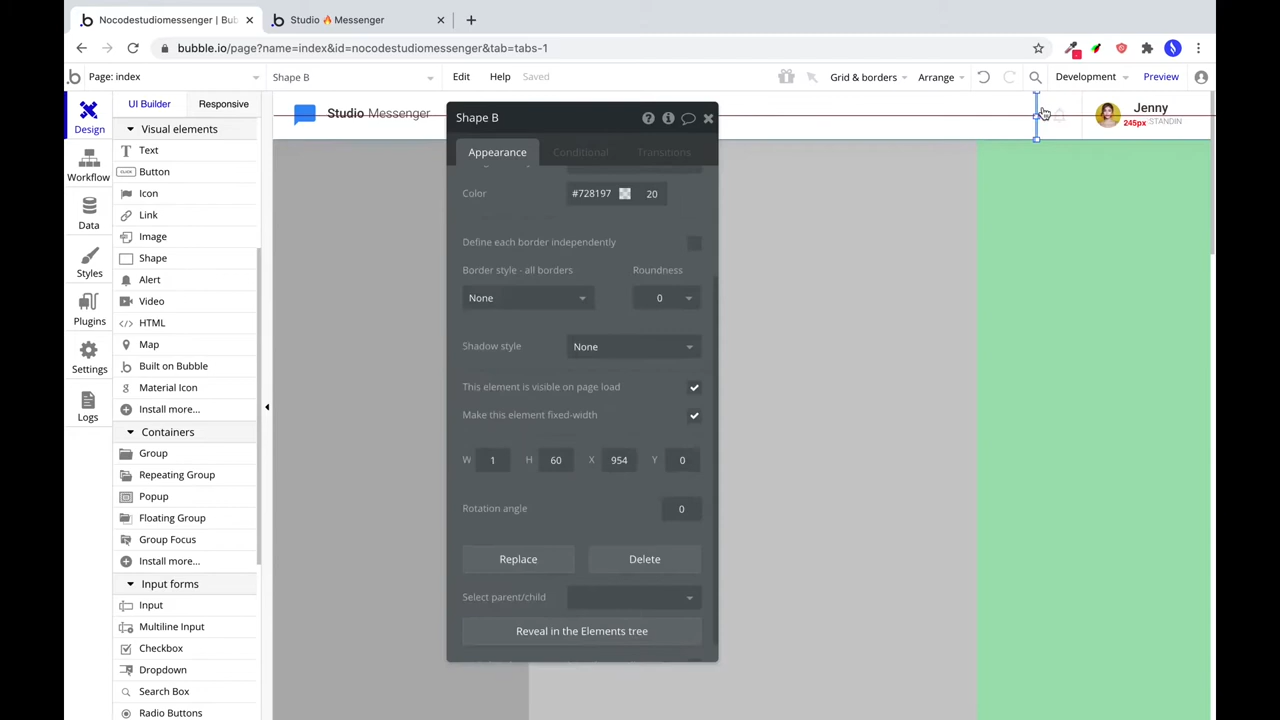 Nocodestudiomessenger | Bub
Studio 🔥 Messenger
bubble.io/page?name=index&id=nocodestudiomessenger&tab=tabs-1
Page: index
Shape B
Edit
Help
Saved
Grid & borders
Arrange
Development
Preview
Design
Workflow
Data
Styles
Plugins
Settings
Logs
UI Builder
Responsive
Visual elements
Text
CLICK Button
Icon
Link
Image
Shape
Alert
Video
HTML
Map
Built on Bubble
Material Icon
Install more...
Containers
Group
Repeating Group
Popup
Floating Group
Group Focus
Install more...
Input forms
Input
Multiline Input
Checkbox
Dropdown
Search Box
Radio Buttons
Studio Messenger
Jenny
245px STANDIN
Shape B
Appearance
Conditional
Transitions
Color #728197 20
Define each border independently
Border style - all borders Roundness
None 0
Shadow style None
This element is visible on page load
Make this element fixed-width
W 1 H 60 X 954 Y 0
Rotation angle 0
Replace Delete
Select parent/child
Reveal in the Elements tree